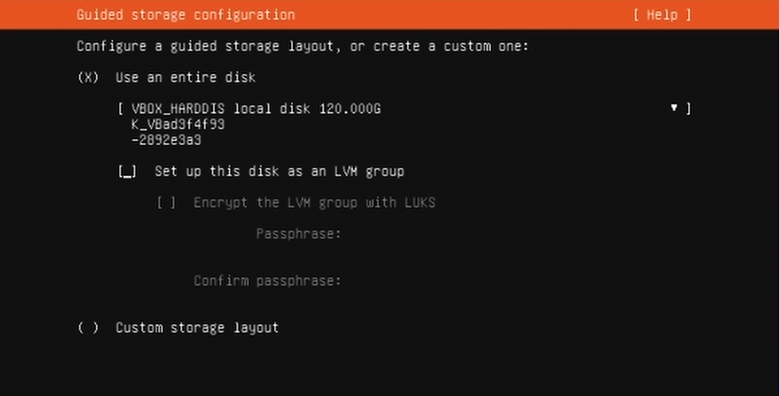 Guided storage configuration [ Help ]
Configure a guided storage layout, or create a custom one:
(X) Use an entire disk
[ VBOX_HARDDIS local disk 120.000G ▾ ]
K_VBad3f4f93
-2892e3a3
[_] Set up this disk as an LVM group
[ ] Encrypt the LVM group with LUKS
Passphrase:
Confirm passphrase:
( ) Custom storage layout